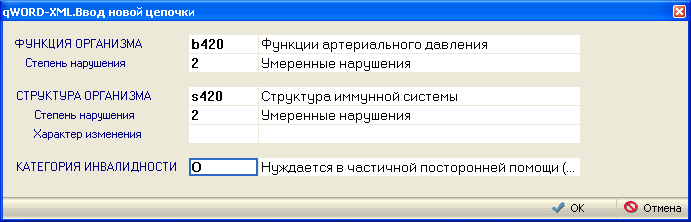 qWORD-XML.Ввод новой цепочки
ФУНКЦИЯ ОРГАНИЗМА b420 Функции артериального давления
Степень нарушения 2 Умеренные нарушения
СТРУКТУРА ОРГАНИЗМА s420 Структура иммунной системы
Степень нарушения 2 Умеренные нарушения
Характер изменения
КАТЕГОРИЯ ИНВАЛИДНОСТИ О Нуждается в частичной посторонней помощи (...
OK Отмена